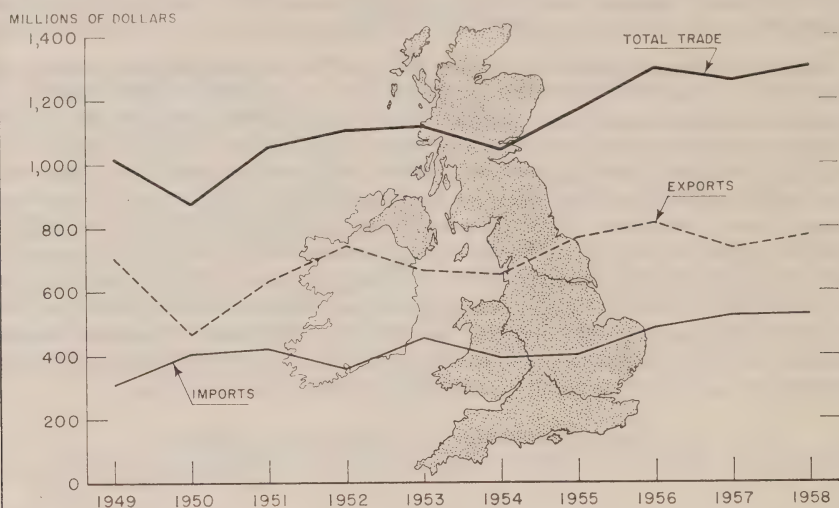 MILLIONS OF DOLLARS
1,400
TOTAL TRADE
1,200
1,000
EXPORTS
800
600
400
IMPORTS
200
0
1949 1950 1951 1952 1953 1954 1955 1956 1957 1958